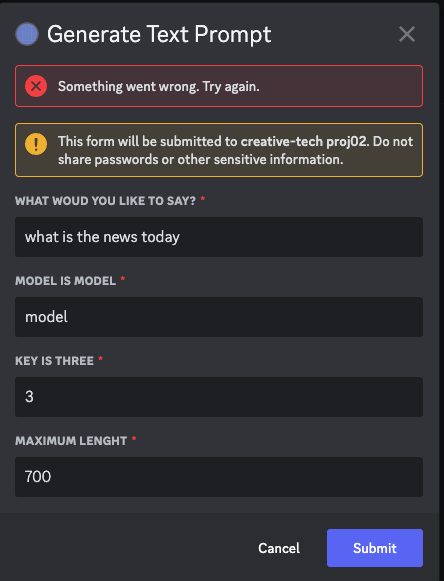 Generate Text Prompt
Something went wrong. Try again.
This form will be submitted to creative-tech proj02. Do not
share passwords or other sensitive information.
WHAT WOUD YOU LIKE TO SAY? *
what is the news today
MODEL IS MODEL *
model
KEY IS THREE *
3
MAXIMUM LENGHT *
700
Cancel Submit